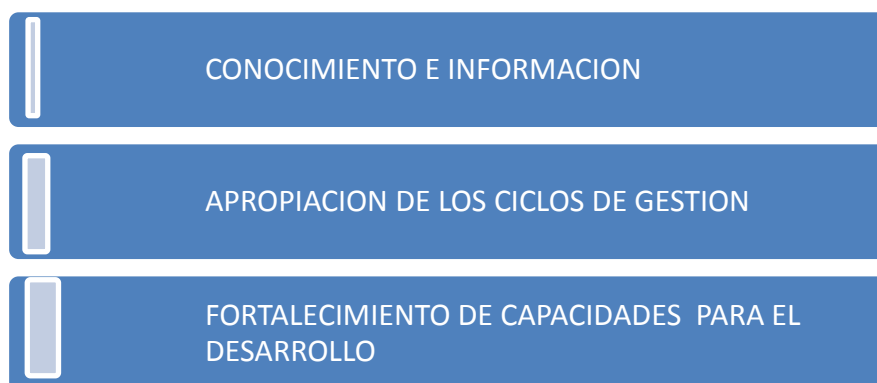 CONOCIMIENTO E INFORMACION
APROPIACION DE LOS CICLOS DE GESTION
FORTALECIMIENTO DE CAPACIDADES  PARA EL
DESARROLLO